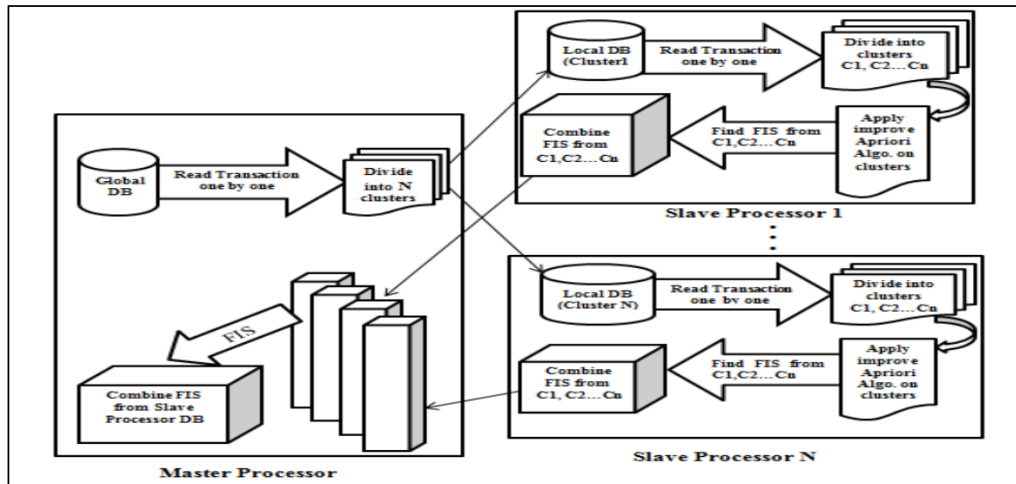 Global
DB
Read Transaction
one by one
Divide
into N
clusters
FIS
Combine FIS
from Slave
Processor DB
Master Processor
Local DB
(Cluster1
Read Transaction
one by one
Divide into
clusters
C1, C2... Cn
Apply
improve
Apriori
Algo. on
clusters
Find FIS from
C1,C2... Cn
Combine
FIS from
C1,C2... Cn
Slave Processor 1
Local DB
(Cluster N)
Read Transaction
one by one
Divide into
clusters
C1, C2... Cn
Apply
improve
Apriori
Algo. on
clusters
Find FIS from
C1,C2... Cn
Combine
FIS from
C1, C2... Cn
Slave Processor N